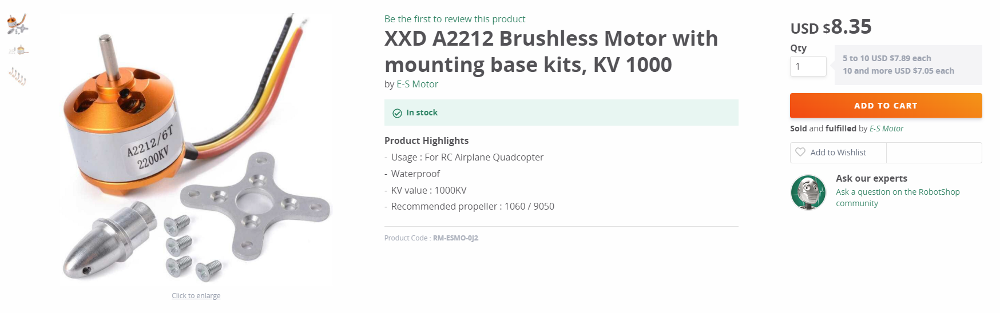 A2212/6T
2200KV
Click to enlarge
Be the first to review this product
XXD A2212 Brushless Motor with
mounting base kits, KV 1000
by E-S Motor
In stock
Product Highlights
- Usage : For RC Airplane Quadcopter
- Waterproof
- KV value : 1000KV
- Recommended propeller : 1060 / 9050
Product Code : RM-ESMO-0J2
USD $8.35
Qty
1
5 to 10 USD $7.89 each
10 and more USD $7.05 each
ADD TO CART
Sold and fulfilled by E-S Motor
Add to Wishlist
Ask our experts
Ask a question on the RobotShop
community